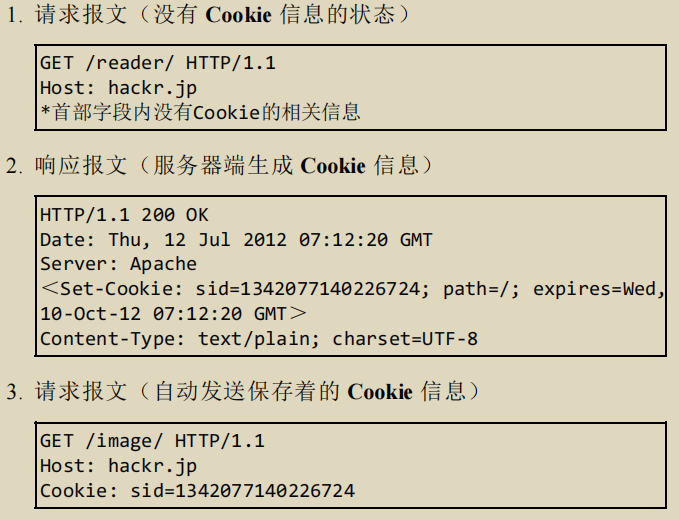 1. 请求报文（没有 Cookie 信息的状态）
GET /reader/ HTTP/1.1
Host: hackr.jp
*首部字段内没有Cookie的相关信息
2. 响应报文（服务器端生成 Cookie 信息）
HTTP/1.1 200 OK
Date: Thu, 12 Jul 2012 07:12:20 GMT
Server: Apache
＜Set-Cookie: sid=1342077140226724; path=/; expires=Wed,
10-Oct-12 07:12:20 GMT＞
Content-Type: text/plain; charset=UTF-8
3. 请求报文（自动发送保存着的 Cookie 信息）
GET /image/ HTTP/1.1
Host: hackr.jp
Cookie: sid=1342077140226724